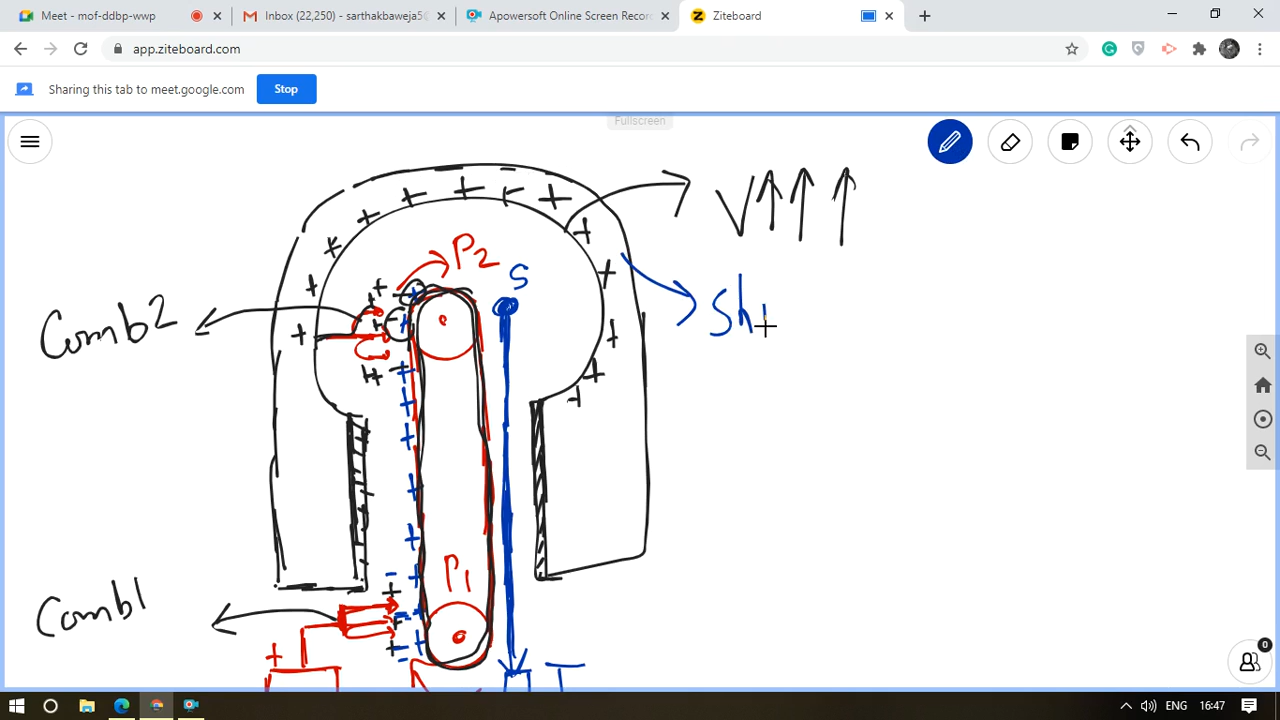 Meet - mof-ddbp-wwp
Inbox (22,250) - sarthakbaweja5
Apowersoft Online Screen Recor
Ziteboard
app.ziteboard.com
Sharing this tab to meet.google.com
Stop
Fullscreen
V
P2
S
Comb2
Sh
P1
Comb1
T
0
ENG
16:47